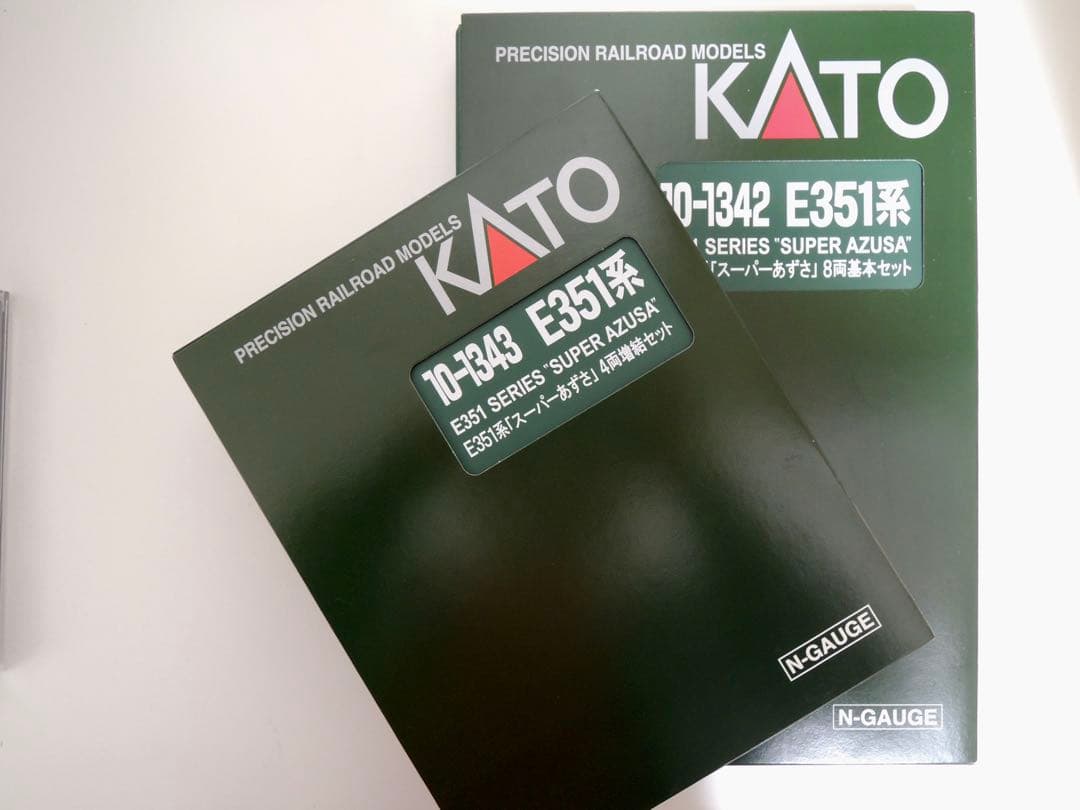 PRECISION RAILROAD MODELS
KATO
10-1342 E351系
SERIES "SUPER AZUSA"
「スーパーあずさ」8両基本セット
N-GAUGE
PRECISION RAILROAD MODELS
KATO
10-1343 E351系
E351 SERIES "SUPER AZUSA"
E351系「スーパーあずさ」4両増結セット
N-GAUGE